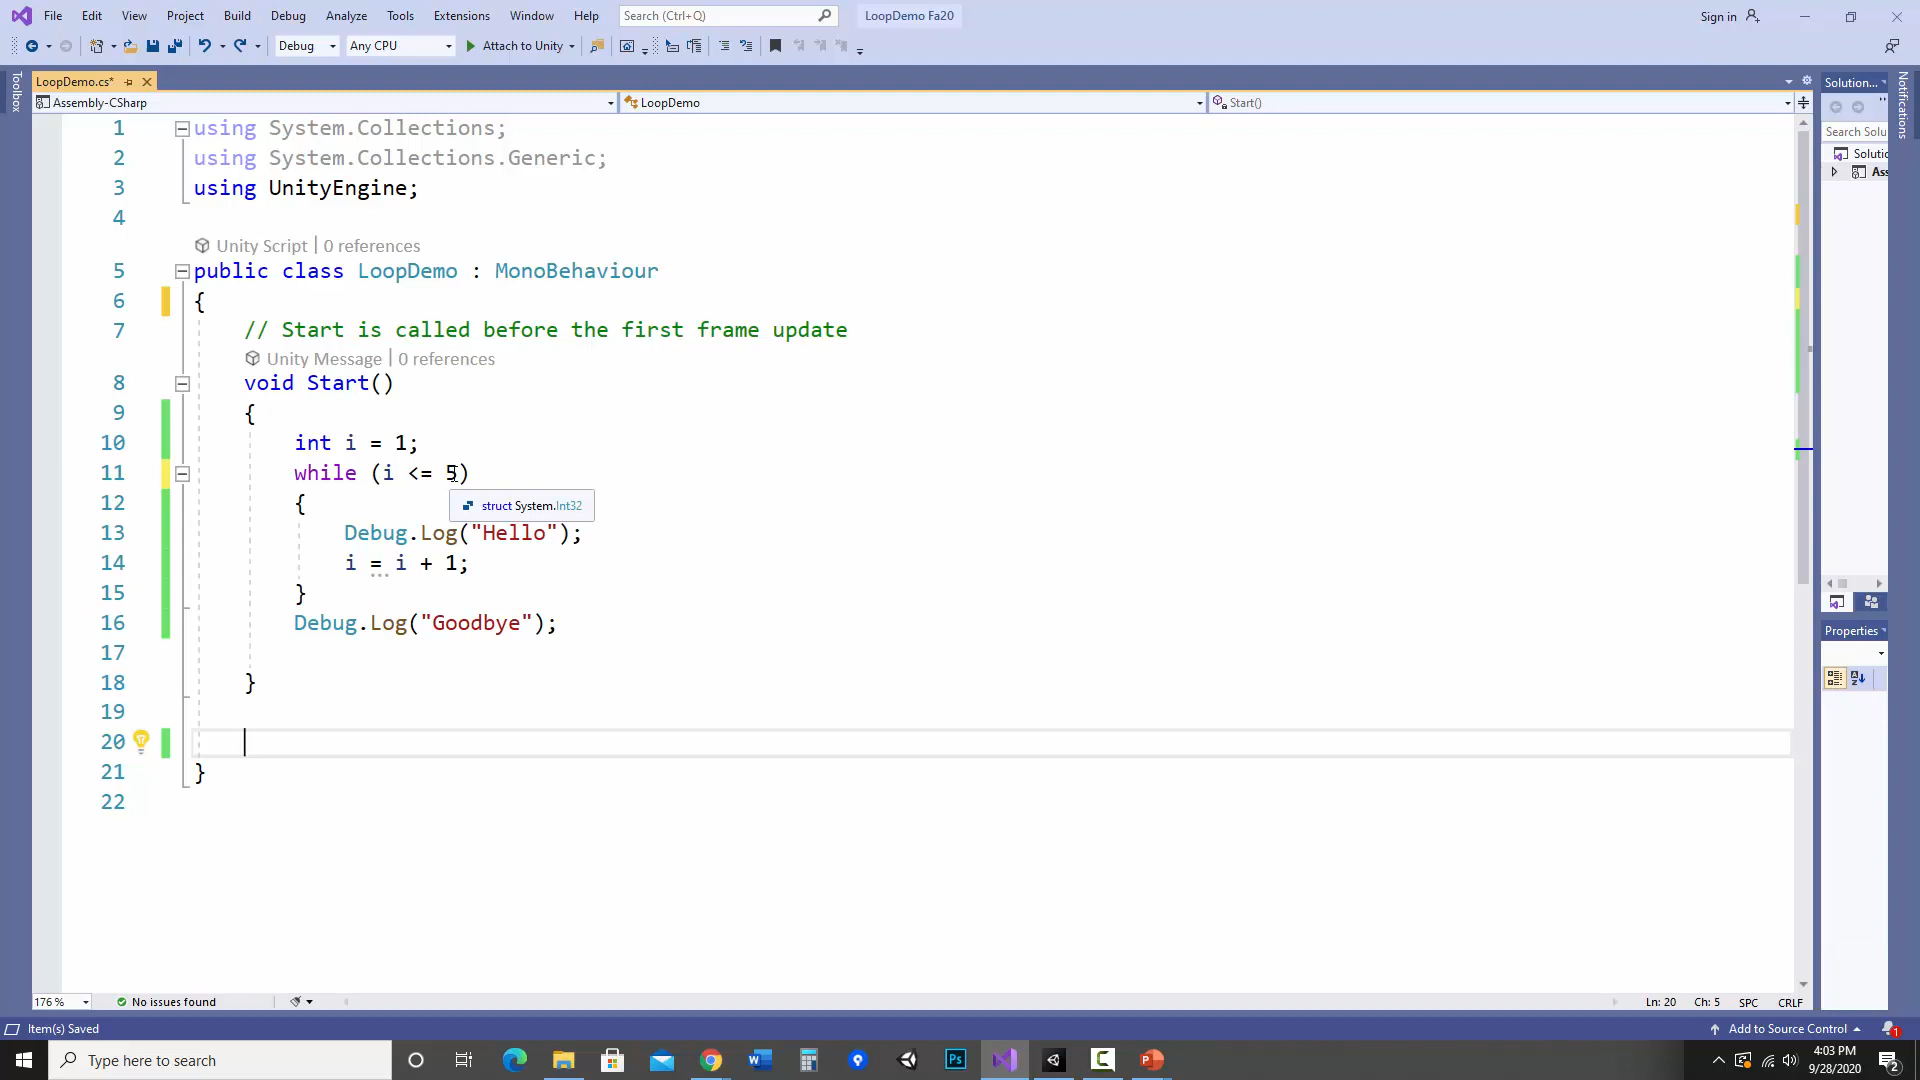 File Edit View Project Build Debug Analyze Tools Extensions Window Help Search (Ctrl+Q) LoopDemo Fa20 Sign in
Debug Any CPU Attach to Unity
Toolbox
LoopDemo.cs*
Solution...
Notifications
Assembly-CSharp LoopDemo Start()
Search Solu
Solutio
Ass
1 using System.Collections;
2 using System.Collections.Generic;
3 using UnityEngine;
4
Unity Script | 0 references
5 public class LoopDemo : MonoBehaviour
6 {
7 // Start is called before the first frame update
Unity Message | 0 references
8 void Start()
9 {
10 int i = 1;
11 while (i <= 5)
12 {
struct System.Int32
13 Debug.Log("Hello");
14 i = i + 1;
15 }
16 Debug.Log("Goodbye");
17
18 }
19
20
21 }
22
Properties
176 % No issues found Ln: 20 Ch: 5 SPC CRLF
Item(s) Saved Add to Source Control 1
Type here to search
4:03 PM
9/28/2020
2